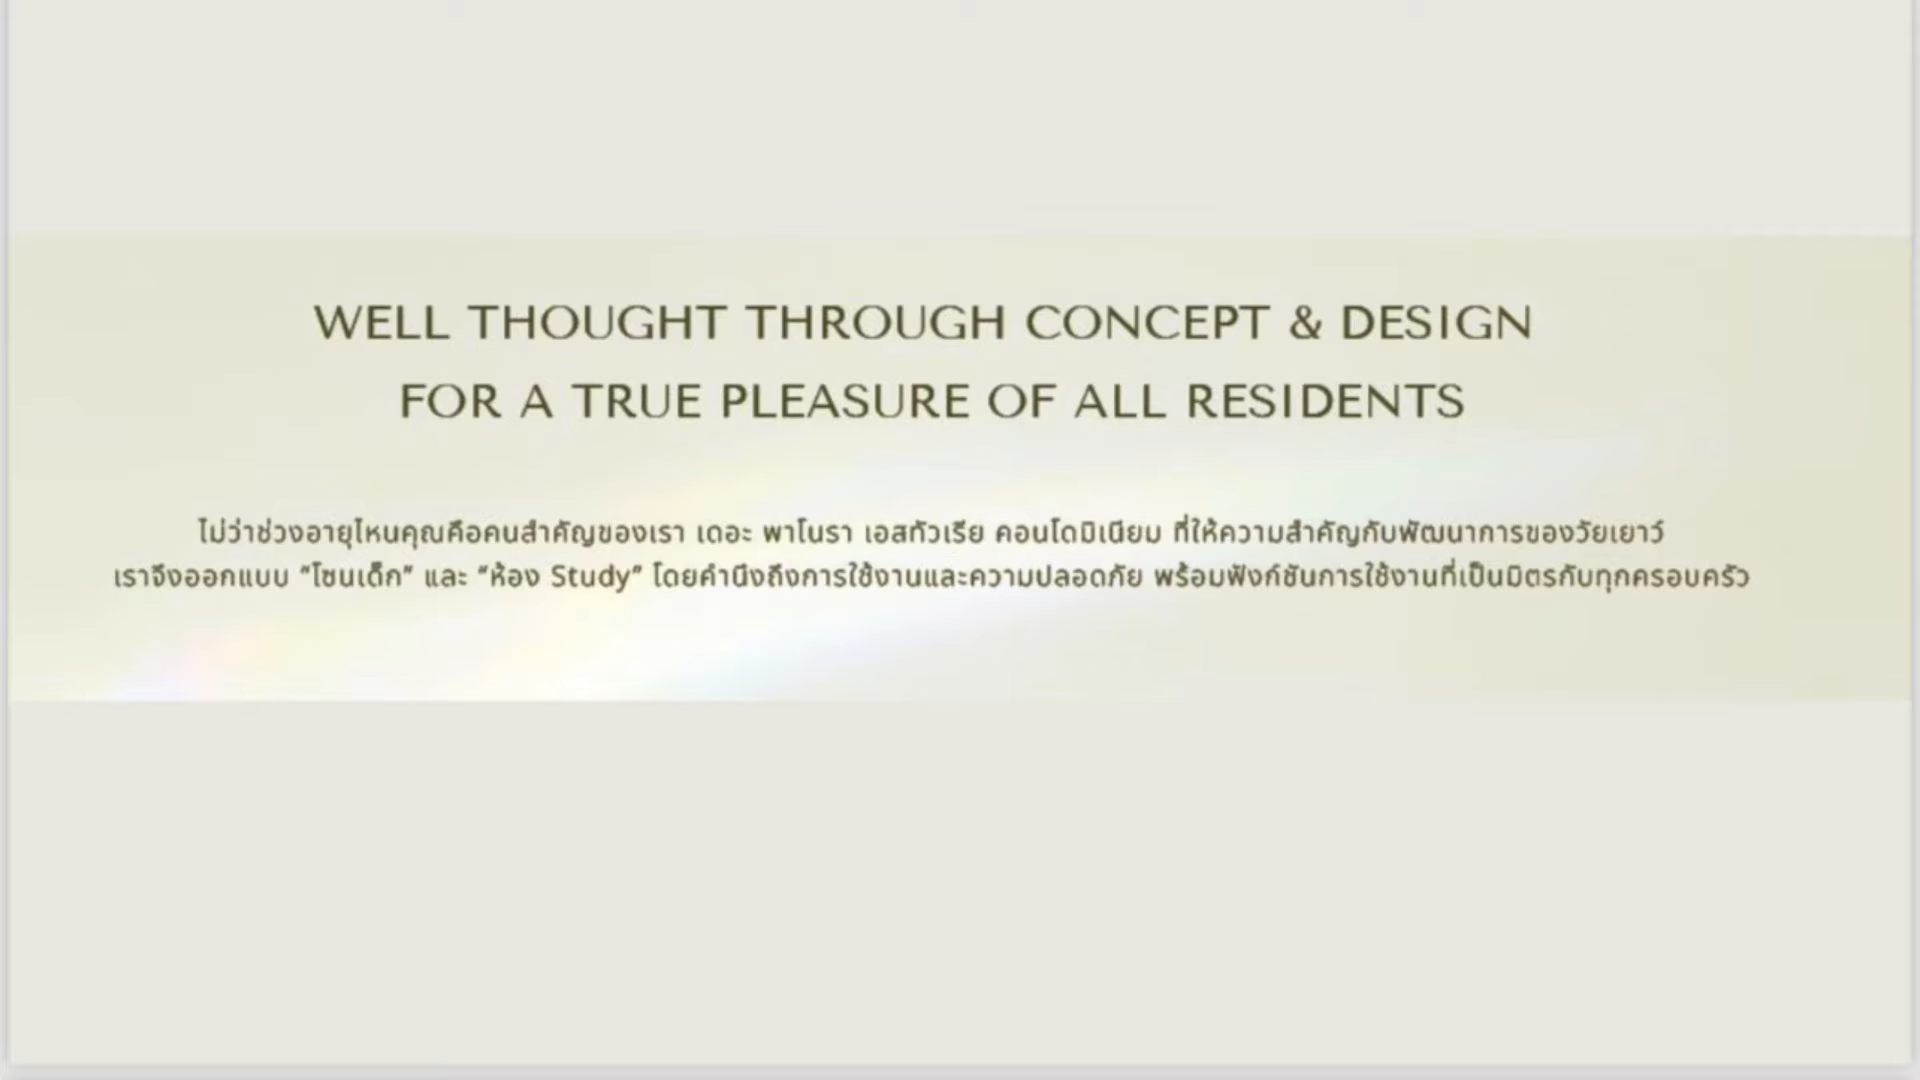 WELL THOUGHT THROUGH CONCEPT & DESIGN
FOR A TRUE PLEASURE OF ALL RESIDENTS
ไม่ว่าช่วงอายุไหนคุณคือคนสำคัญของเรา เดอะ พาโนรา เอสทัวเรีย คอนโดมิเนียม ที่ให้ความสำคัญกับพัฒนาการของวัยเยาว์
เราจึงออกแบบ “โซนเด็ก” และ “ห้อง Study” โดยคำนึงถึงการใช้งานและความปลอดภัย พร้อมฟังก์ชันการใช้งานที่เป็นมิตรกับทุกครอบครัว